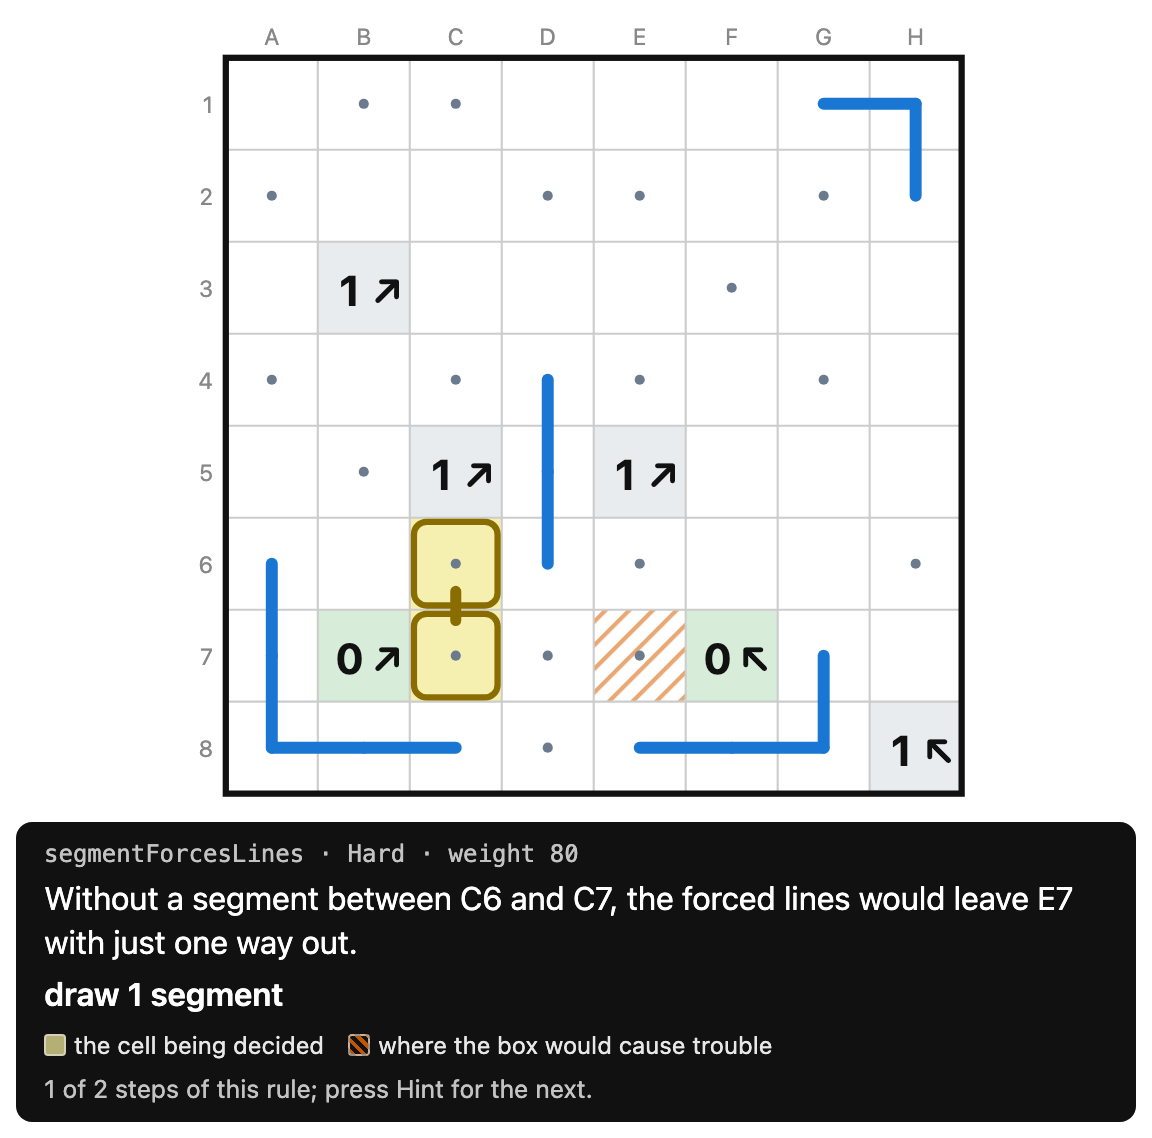 A B C D E F G H
1
2
3 1↗
4
5 1↗ 1↗
6
7 0↗ 0↖
8 1↖
segmentForcesLines · Hard · weight 80
Without a segment between C6 and C7, the forced lines would leave E7
with just one way out.
draw 1 segment
the cell being decided where the box would cause trouble
1 of 2 steps of this rule; press Hint for the next.